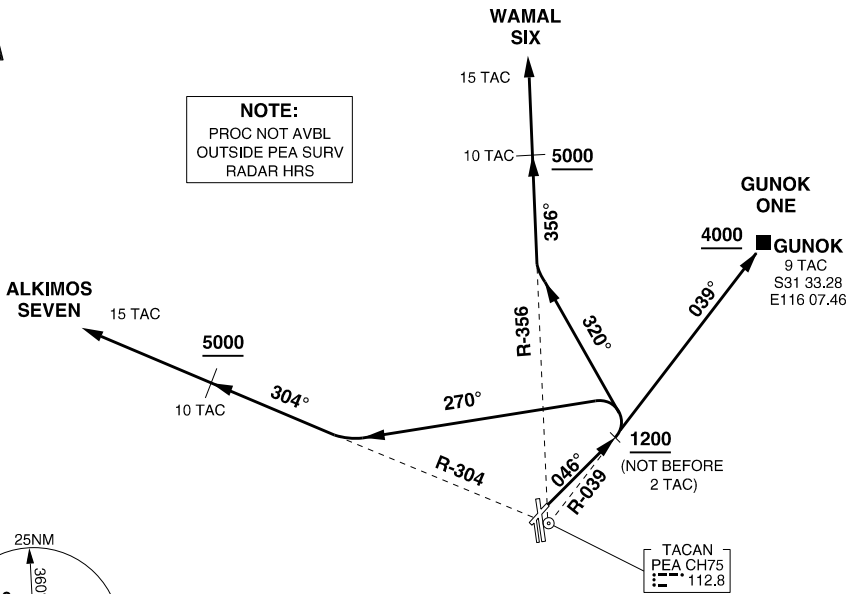 WAMAL
SIX
15 TAC
NOTE:
PROC NOT AVBL
OUTSIDE PEA SURV
RADAR HRS
10 TAC
5000
GUNOK
ONE
356°
4000
GUNOK
9 TAC
S31 33.28
E116 07.46
ALKIMOS
SEVEN
15 TAC
039°
R-356
320°
5000
304°
10 TAC
270°
1200
(NOT BEFORE
2 TAC)
R-304
046°
R-039
25NM
TACAN
PEA CH75
112.8